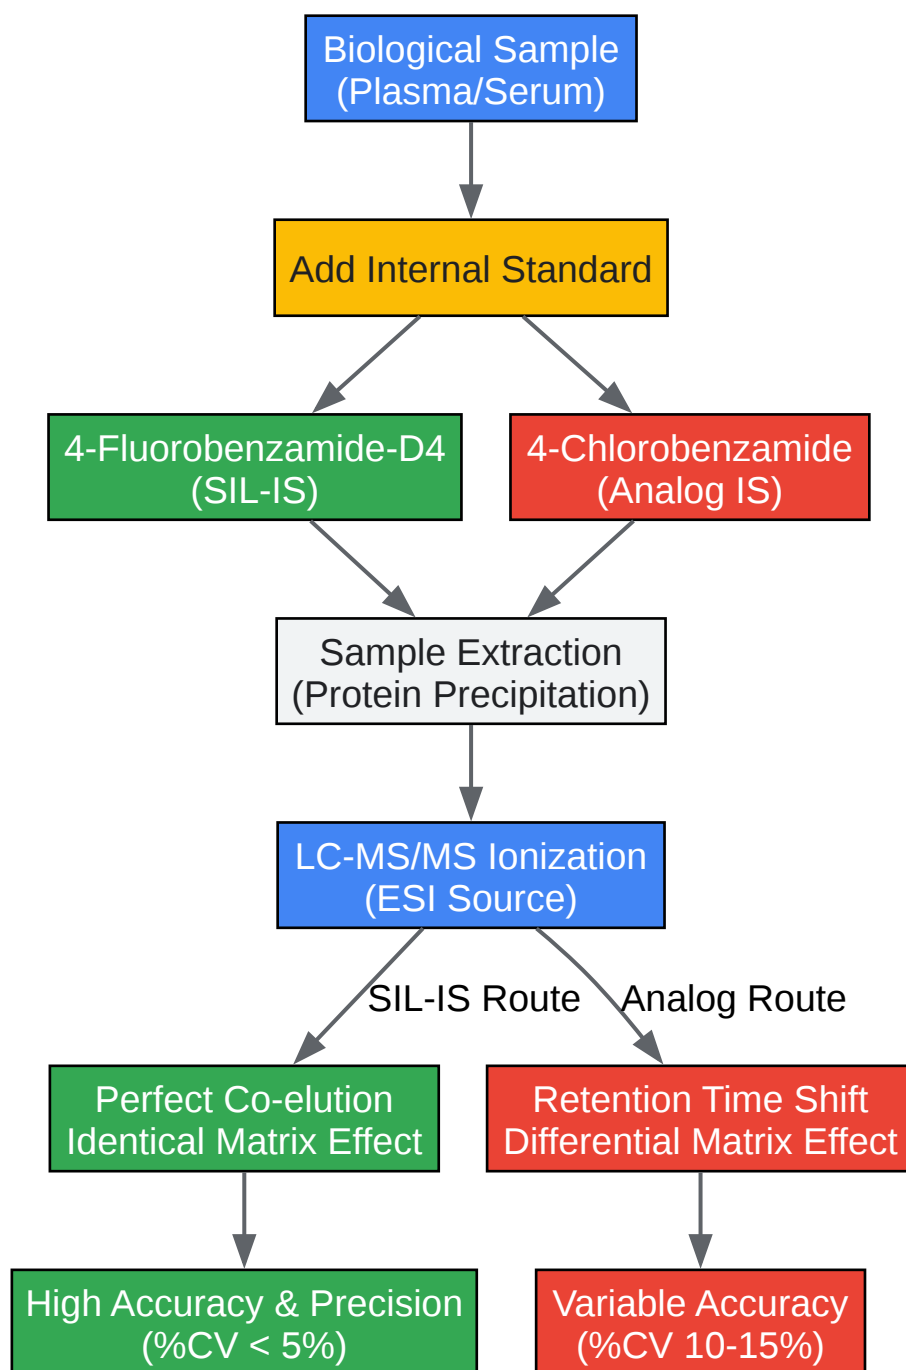 Biological Sample
(Plasma/Serum)
Add Internal Standard
4-Fluorobenzamide-D4
(SIL-IS)
4-Chlorobenzamide
(Analog IS)
Sample Extraction
(Protein Precipitation)
LC-MS/MS Ionization
(ESI Source)
SIL-IS Route
Analog Route
Perfect Co-elution
Identical Matrix Effect
Retention Time Shift
Differential Matrix Effect
High Accuracy & Precision
(%CV < 5%)
Variable Accuracy
(%CV 10-15%)